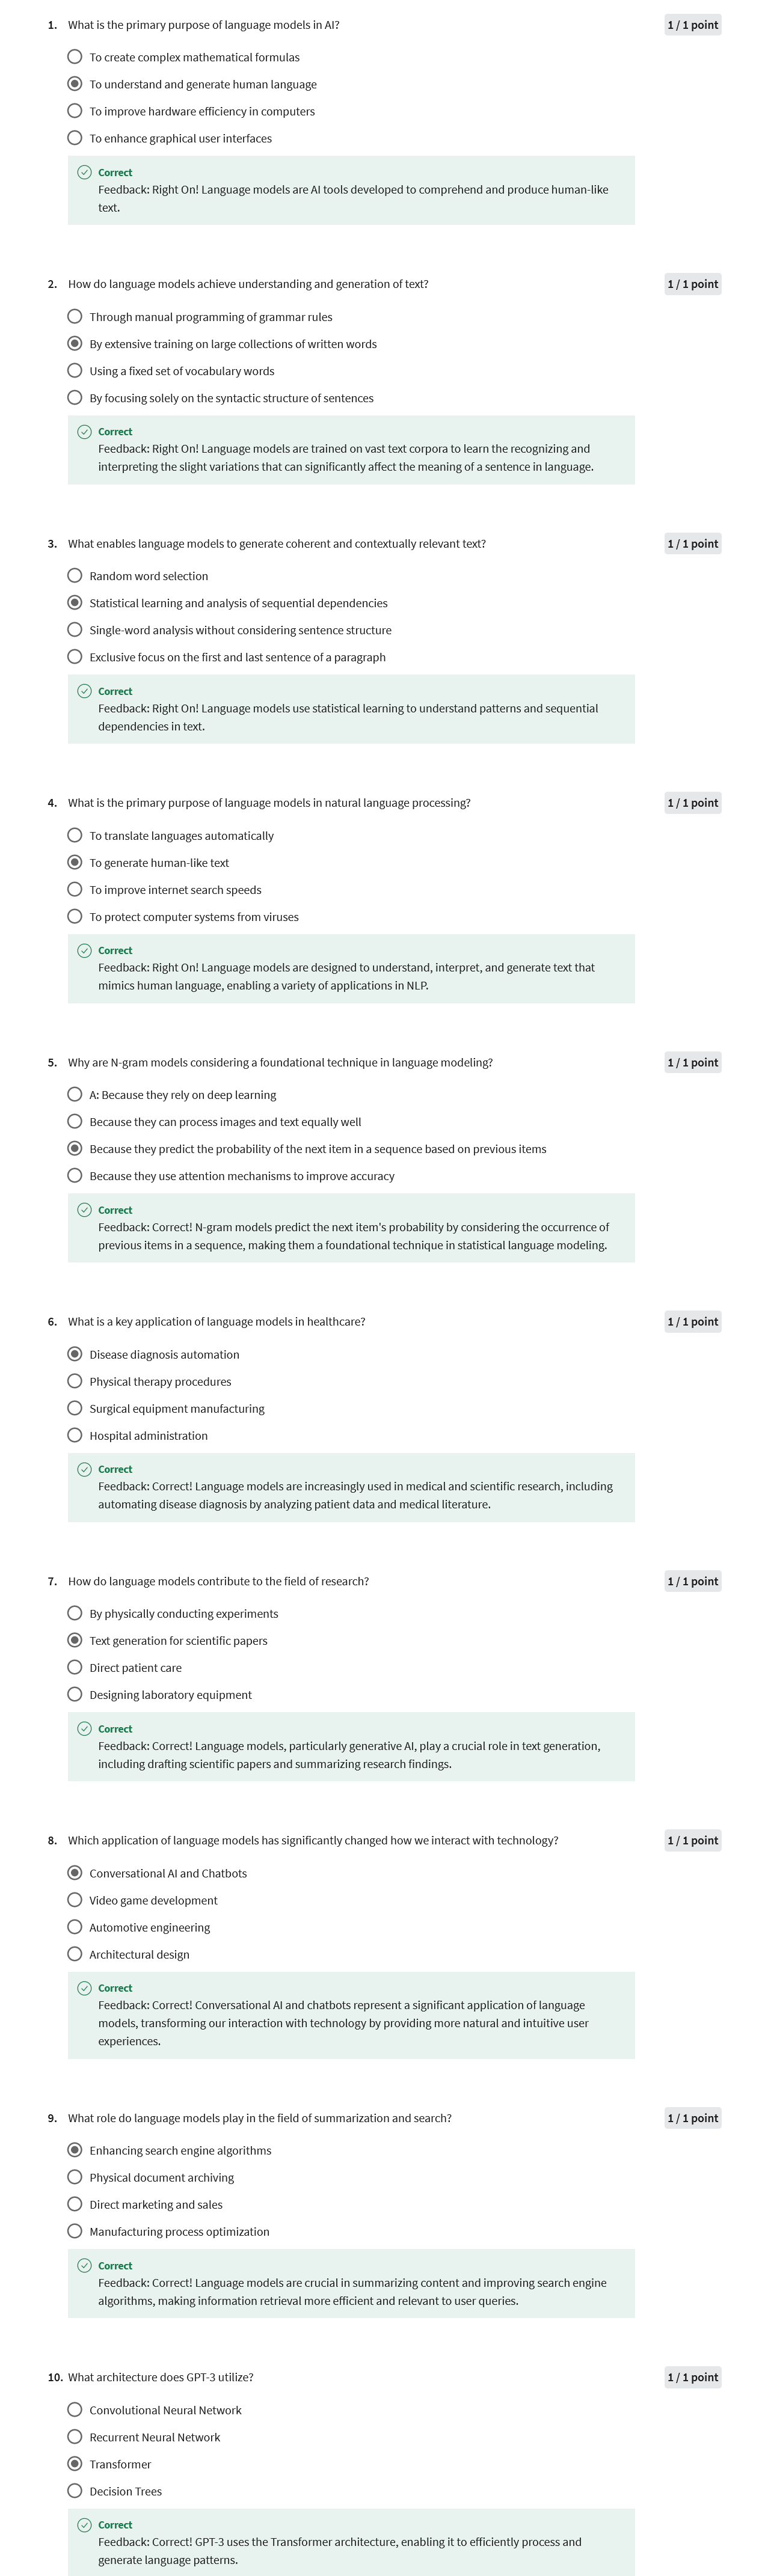 1. What is the primary purpose of language models in AI? 1 / 1 point
To create complex mathematical formulas
To understand and generate human language
To improve hardware efficiency in computers
To enhance graphical user interfaces
Correct
Feedback: Right On! Language models are AI tools developed to comprehend and produce human-like
text.
2. How do language models achieve understanding and generation of text? 1 / 1 point
Through manual programming of grammar rules
By extensive training on large collections of written words
Using a fixed set of vocabulary words
By focusing solely on the syntactic structure of sentences
Correct
Feedback: Right On! Language models are trained on vast text corpora to learn the recognizing and
interpreting the slight variations that can significantly affect the meaning of a sentence in language.
3. What enables language models to generate coherent and contextually relevant text? 1 / 1 point
Random word selection
Statistical learning and analysis of sequential dependencies
Single-word analysis without considering sentence structure
Exclusive focus on the first and last sentence of a paragraph
Correct
Feedback: Right On! Language models use statistical learning to understand patterns and sequential
dependencies in text.
4. What is the primary purpose of language models in natural language processing? 1 / 1 point
To translate languages automatically
To generate human-like text
To improve internet search speeds
To protect computer systems from viruses
Correct
Feedback: Right On! Language models are designed to understand, interpret, and generate text that
mimics human language, enabling a variety of applications in NLP.
5. Why are N-gram models considering a foundational technique in language modeling? 1 / 1 point
A: Because they rely on deep learning
Because they can process images and text equally well
Because they predict the probability of the next item in a sequence based on previous items
Because they use attention mechanisms to improve accuracy
Correct
Feedback: Correct! N-gram models predict the next item's probability by considering the occurrence of
previous items in a sequence, making them a foundational technique in statistical language modeling.
6. What is a key application of language models in healthcare? 1 / 1 point
Disease diagnosis automation
Physical therapy procedures
Surgical equipment manufacturing
Hospital administration
Correct
Feedback: Correct! Language models are increasingly used in medical and scientific research, including
automating disease diagnosis by analyzing patient data and medical literature.
7. How do language models contribute to the field of research? 1 / 1 point
By physically conducting experiments
Text generation for scientific papers
Direct patient care
Designing laboratory equipment
Correct
Feedback: Correct! Language models, particularly generative AI, play a crucial role in text generation,
including drafting scientific papers and summarizing research findings.
8. Which application of language models has significantly changed how we interact with technology? 1 / 1 point
Conversational AI and Chatbots
Video game development
Automotive engineering
Architectural design
Correct
Feedback: Correct! Conversational AI and chatbots represent a significant application of language
models, transforming our interaction with technology by providing more natural and intuitive user
experiences.
9. What role do language models play in the field of summarization and search? 1 / 1 point
Enhancing search engine algorithms
Physical document archiving
Direct marketing and sales
Manufacturing process optimization
Correct
Feedback: Correct! Language models are crucial in summarizing content and improving search engine
algorithms, making information retrieval more efficient and relevant to user queries.
10. What architecture does GPT-3 utilize? 1 / 1 point
Convolutional Neural Network
Recurrent Neural Network
Transformer
Decision Trees
Correct
Feedback: Correct! GPT-3 uses the Transformer architecture, enabling it to efficiently process and
generate language patterns.